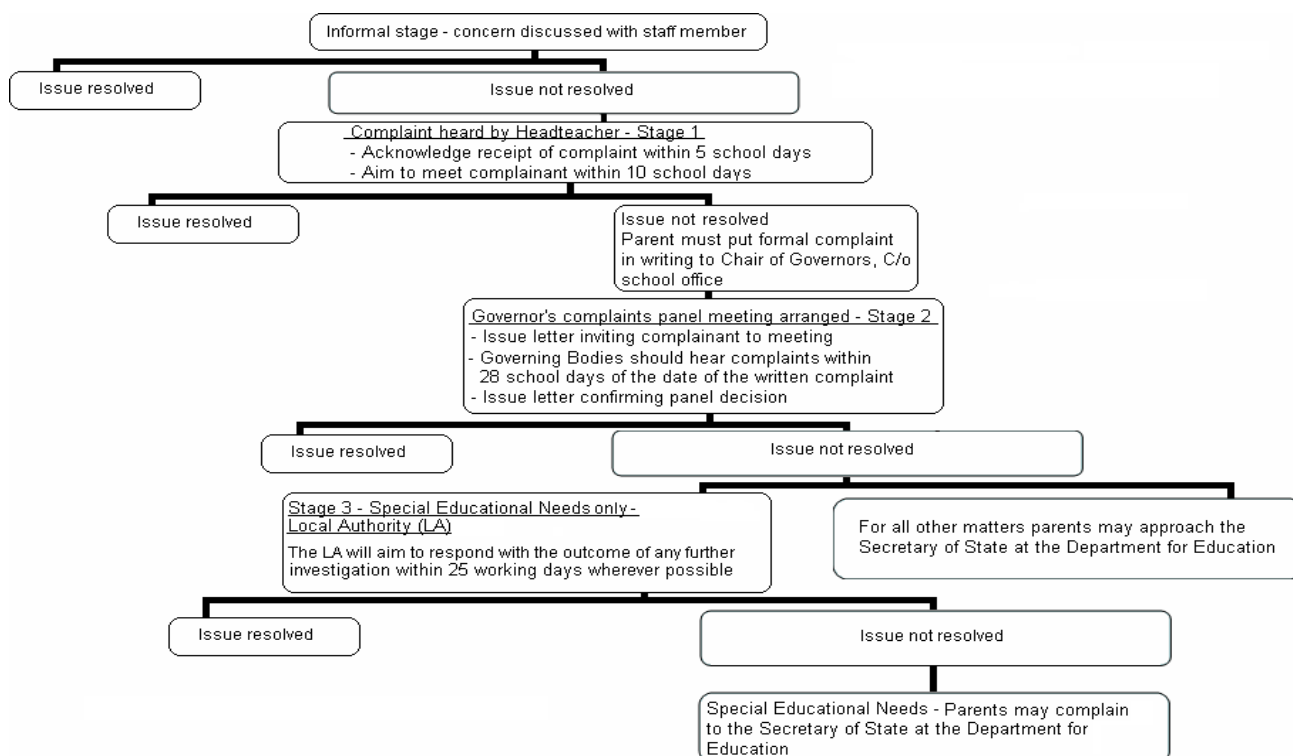 Informal stage - concern discussed with staff member
Issue resolved
Issue not resolved
Complaint heard by Headteacher - Stage 1
- Acknowledge receipt of complaint within 5 school days
- Aim to meet complainant within 10 school days
Issue resolved
Issue not resolved
Parent must put formal complaint
in writing to Chair of Governors, C/o
school office
Governor's complaints panel meeting arranged - Stage 2
- Issue letter inviting complainant to meeting
- Governing Bodies should hear complaints within
28 school days of the date of the written complaint
- Issue letter confirming panel decision
Issue resolved
Issue not resolved
Stage 3 - Special Educational Needs only -
Local Authority (LA)
The LA will aim to respond with the outcome of any further
investigation within 25 working days wherever possible
For all other matters parents may approach the
Secretary of State at the Department for Education
Issue resolved
Issue not resolved
Special Educational Needs - Parents may complain
to the Secretary of State at the Department for
Education